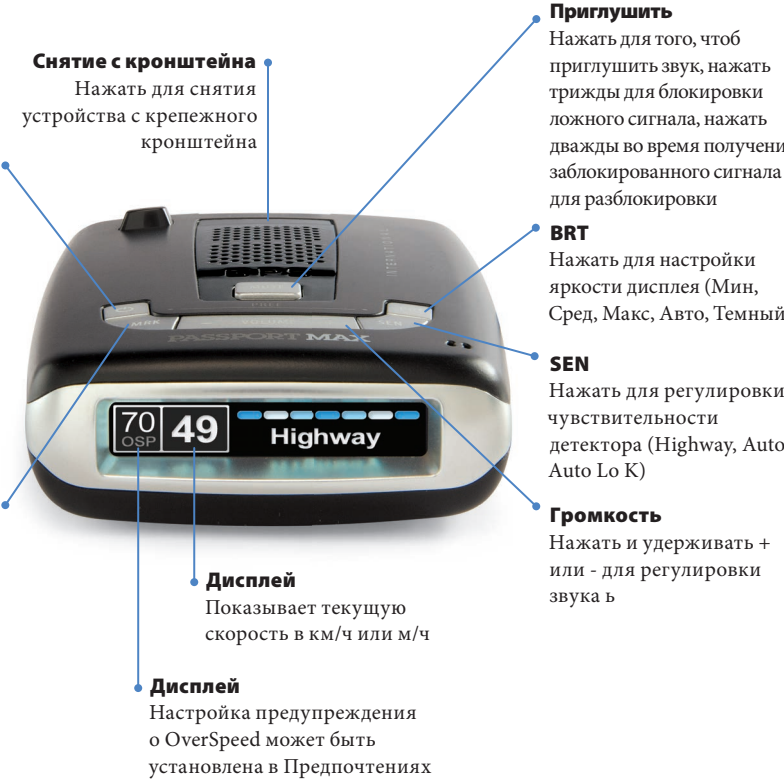 Снятие с кронштейна
Нажать для снятия
устройства с крепежного
кронштейна
Приглушить
Нажать для того, чтоб
приглушить звук, нажать
трижды для блокировки
ложного сигнала, нажать
дважды во время получени
заблокированного сигнала
для разблокировки
BRT
Нажать для настройки
яркости дисплея (Мин,
Сред, Макс, Авто, Темный
SEN
Нажать для регулировки
чувствительности
детектора (Highway, Auto
Auto Lo K)
Громкость
Нажать и удерживать +
или - для регулировки
звука ь
INTERNATIONAL
MUTE
PREF
MRK
VOLUME
SEN
PASSPORT MAX
70
OSP
49
Highway
Дисплей
Показывает текущую
скорость в км/ч или м/ч
Дисплей
Настройка предупреждения
о OverSpeed может быть
установлена в Предпочтениях